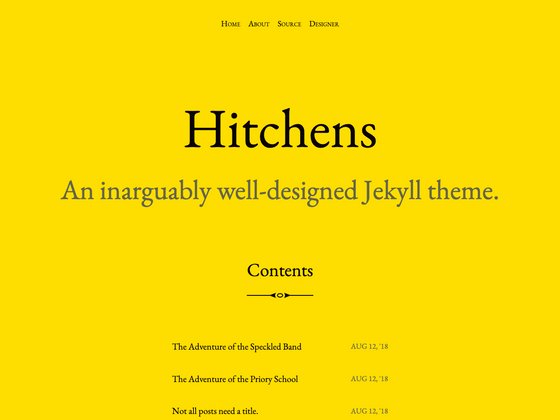 Home About Source Designer
Hitchens
An inarguably well-designed Jekyll theme.
Contents
The Adventure of the Speckled Band AUG 12, '18
The Adventure of the Priory School AUG 12, '18
Not all posts need a title. AUG 12, '18